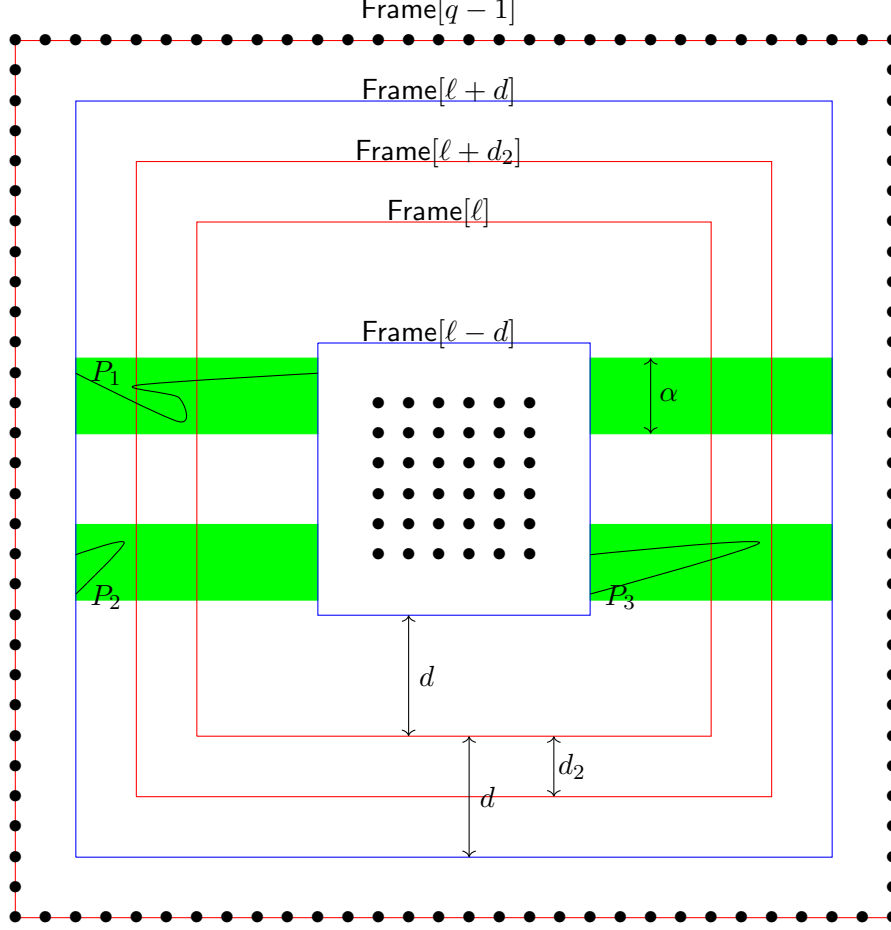 Frame[q − 1]
Frame[ℓ + d]
Frame[ℓ + d₂]
Frame[ℓ]
Frame[ℓ − d]
P₁
α
P₂
P₃
d
d₂
d